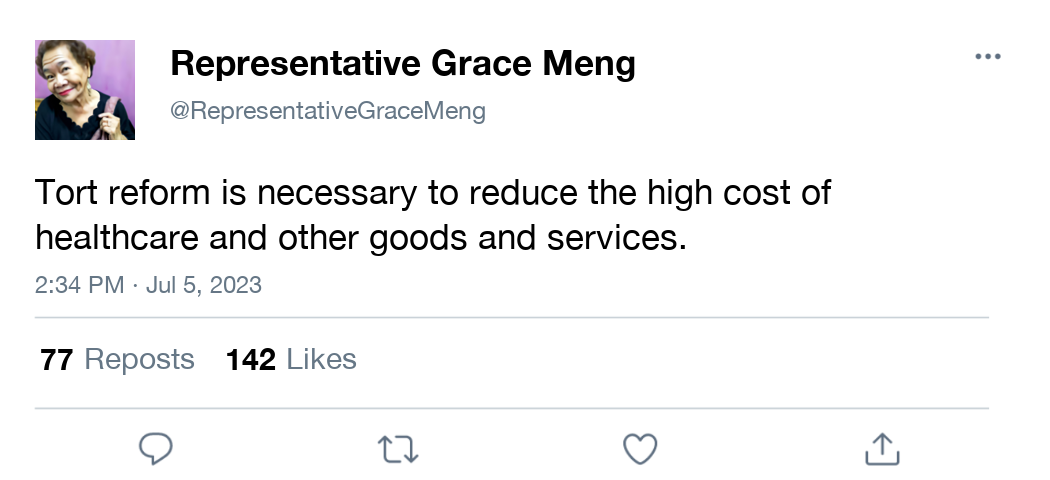 Representative Grace Meng
@RepresentativeGraceMeng
Tort reform is necessary to reduce the high cost of
healthcare and other goods and services.
2:34 PM · Jul 5, 2023
77 Reposts 142 Likes